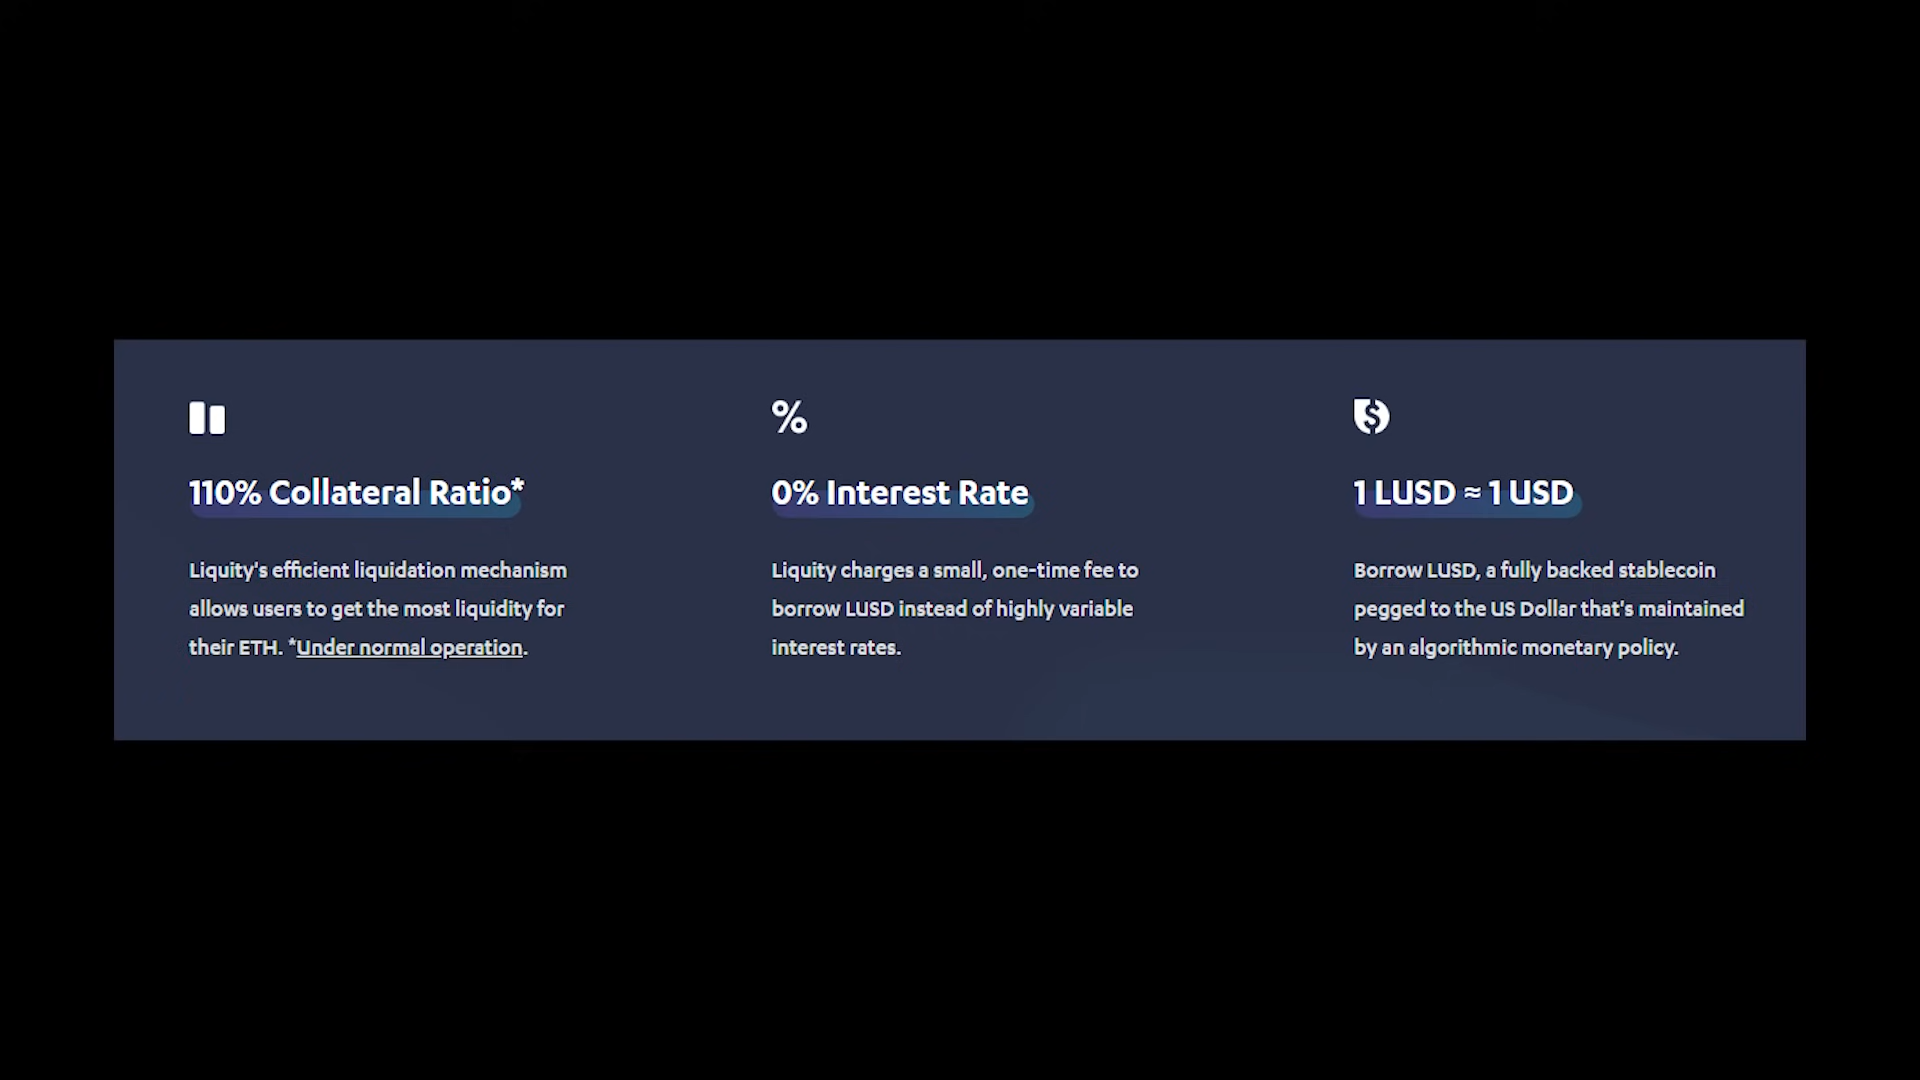 110% Collateral Ratio*
Liquity's efficient liquidation mechanism
allows users to get the most liquidity for
their ETH. *Under normal operation.
%
0% Interest Rate
Liquity charges a small, one-time fee to
borrow LUSD instead of highly variable
interest rates.
$
1 LUSD ≈ 1 USD
Borrow LUSD, a fully backed stablecoin
pegged to the US Dollar that's maintained
by an algorithmic monetary policy.